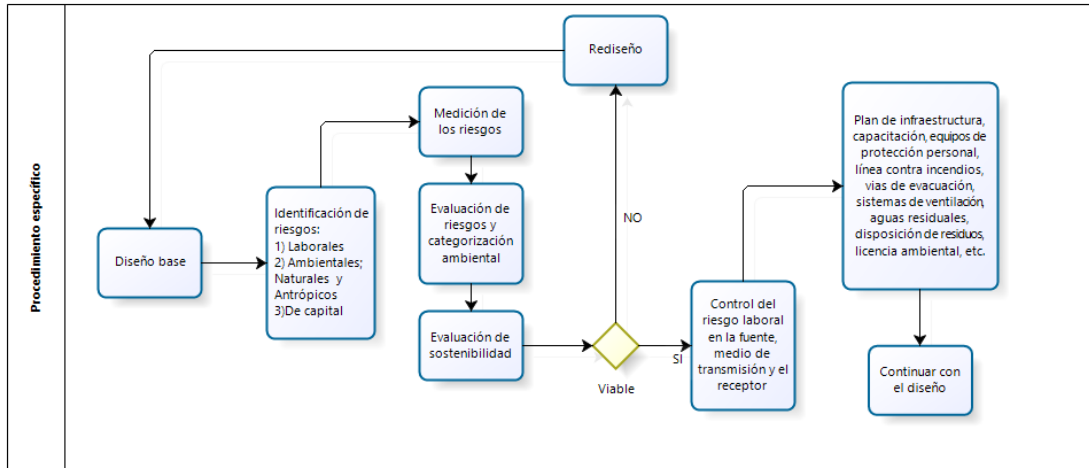 Procedimiento específico
Rediseño
Diseño base
Identificación de
riesgos:
1) Laborales
2) Ambientales;
Naturales y
Antrópicos
3)De capital
Medición de
los riesgos
Evaluación de
riesgos y
categorización
ambiental
Evaluación de
sostenibilidad
Viable
NO
SI
Control del
riesgo laboral
en la fuente,
medio de
transmisión y el
receptor
Plan de infraestructura,
capacitación, equipos de
protección personal,
línea contra incendios,
vias de evacuación,
sistemas de ventilación,
aguas residuales,
disposición de residuos,
licencia ambiental, etc.
Continuar con
el diseño